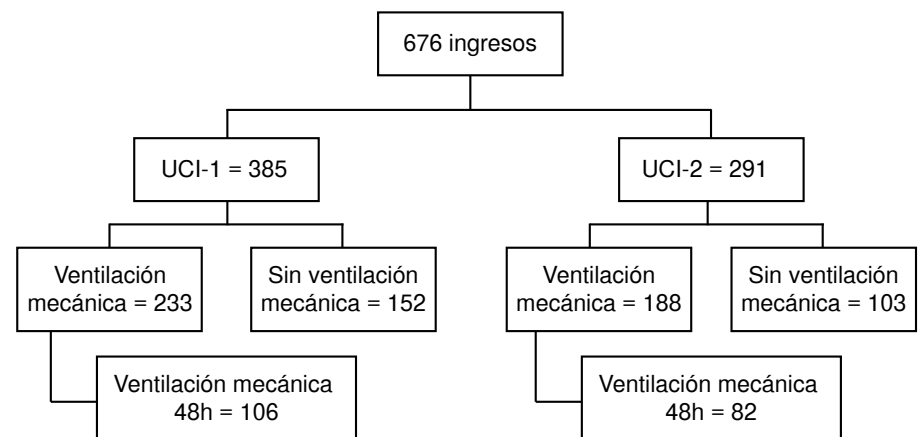 676 ingresos
UCI-1 = 385
UCI-2 = 291
Ventilación
mecánica = 233
Sin ventilación
mecánica = 152
Ventilación
mecánica = 188
Sin ventilación
mecánica = 103
Ventilación mecánica
48h = 106
Ventilación mecánica
48h = 82